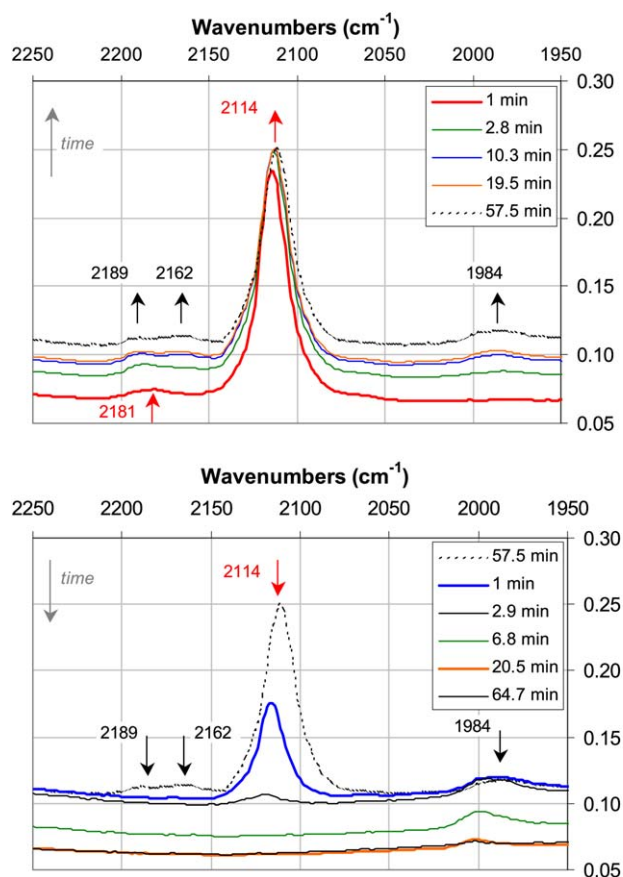 Wavenumbers (cm⁻¹)
2250 2200 2150 2100 2050 2000 1950
0.30
0.25
0.20
0.15
0.10
0.05
time
2114
1 min
2.8 min
10.3 min
19.5 min
57.5 min
2189 2162 1984
2181
Wavenumbers (cm⁻¹)
2250 2200 2150 2100 2050 2000 1950
0.30
0.25
0.20
0.15
0.10
0.05
time
2114
57.5 min
1 min
2.9 min
6.8 min
20.5 min
64.7 min
2189 2162 1984